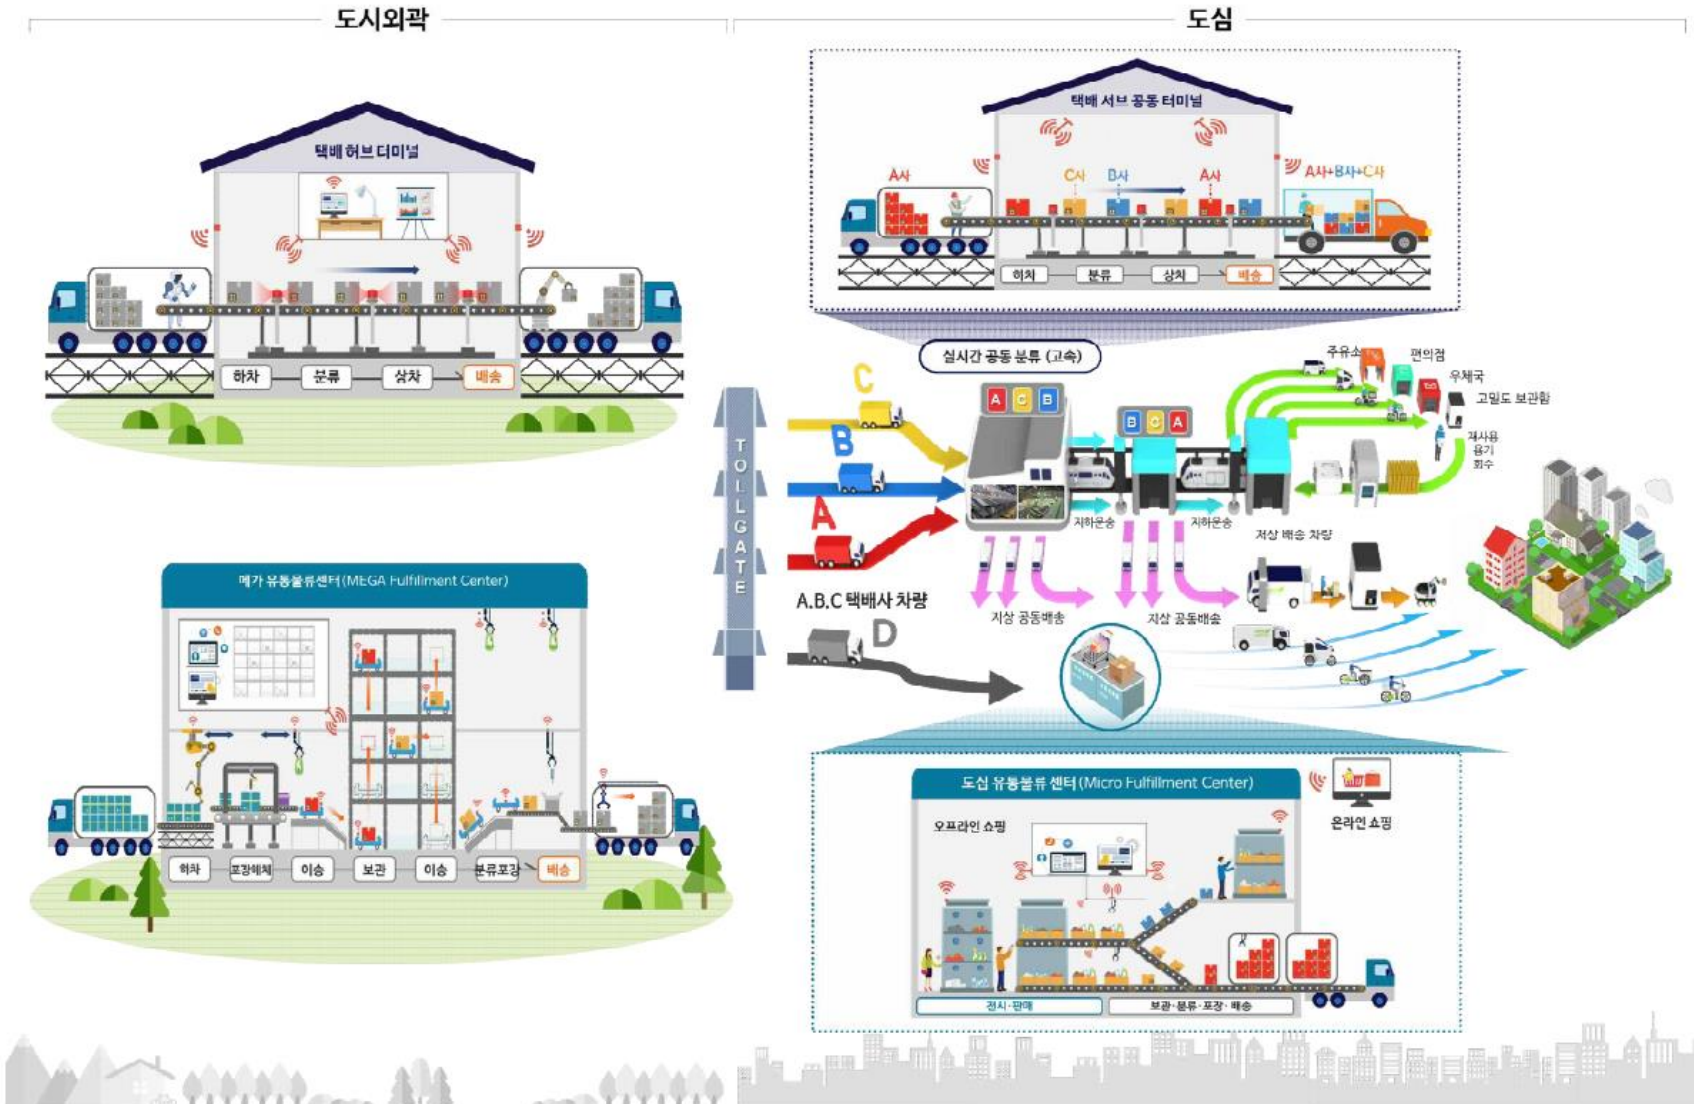 도시외곽
도심
택배 허브 터미널
하차
분류
상차
배송
메가 유통물류센터(MEGA Fulfillment Center)
하차
포장해체
이송
보관
이송
분류포장
배송
TOLLGATE
택배 서브 공동 터미널
A사
C사
B사
A사
A사+B사+C사
하차
분류
상차
배송
실시간 공동 분류 (고속)
C
B
A
A C B
B C A
주유소
편의점
우체국
고밀도 보관함
재사용
용기
회수
지하운송
지하운송
저상 배송 차량
지상 공동배송
지상 공동배송
A.B.C 택배사 차량
D
도심 유통물류 센터(Micro Fulfillment Center)
오프라인 쇼핑
온라인 쇼핑
전시·판매
보관·분류·포장·배송